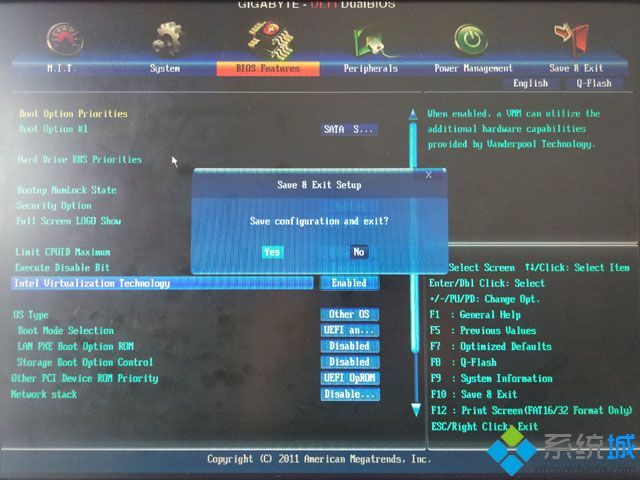 GIGABYTE - UEFI DualBIOS
M.I.T.
System
BIOS Features
Peripherals
Power Management
Save & Exit
English
Q-Flash
Boot Option Priorities
Boot Option #1
SATA S...
Hard Drive BBS Priorities
Bootup NumLock State
Security Option
Full Screen LOGO Show
Limit CPUID Maximum
Execute Disable Bit
Intel Virtualization Technology
Enabled
OS Type
Other OS
Boot Mode Selection
UEFI an...
LAN PXE Boot Option ROM
Disabled
Storage Boot Option Control
Disabled
Other PCI Device ROM Priority
UEFI OpROM
Network stack
Disable...
Save & Exit Setup
X
Save configuration and exit?
Yes
No
When enabled, a VMM can utilize the
additional hardware capabilities
provided by Vanderpool Technology.
Select Screen ↑↓/Click: Select Item
Enter/Dbl Click: Select
+/-/PU/PD: Change Opt.
F1 : General Help
F5 : Previous Values
F7 : Optimized Defaults
F8 : Q-Flash
F9 : System Information
F10 : Save & Exit
F12 : Print Screen(FAT16/32 Format Only)
ESC/Right Click: Exit
Copyright (C) 2011 American Megatrends, Inc.
系统城
xitongcheng.com